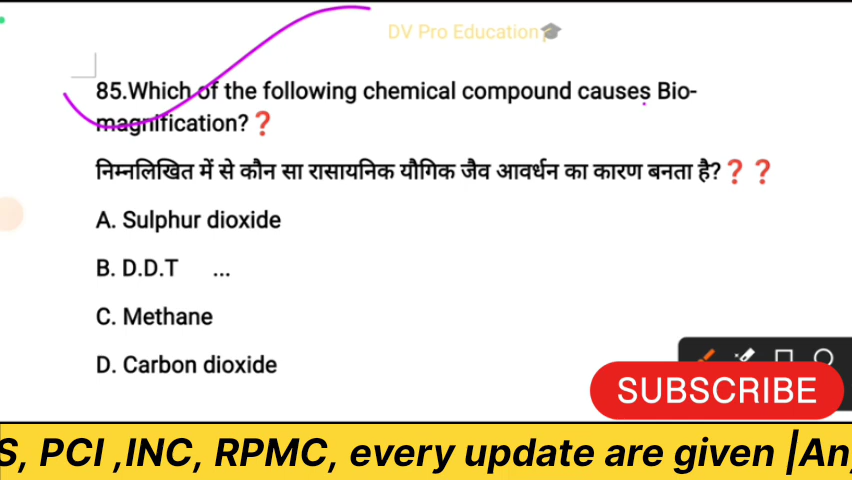 DV Pro Education🎓
85.Which of the following chemical compound causes Bio-
magnification?❓
निम्नलिखित में से कौन सा रासायनिक यौगिक जैव आवर्धन का कारण बनता है?❓ ❓
A. Sulphur dioxide
B. D.D.T ...
C. Methane
D. Carbon dioxide
SUBSCRIBE
S, PCI ,INC, RPMC, every update are given |An